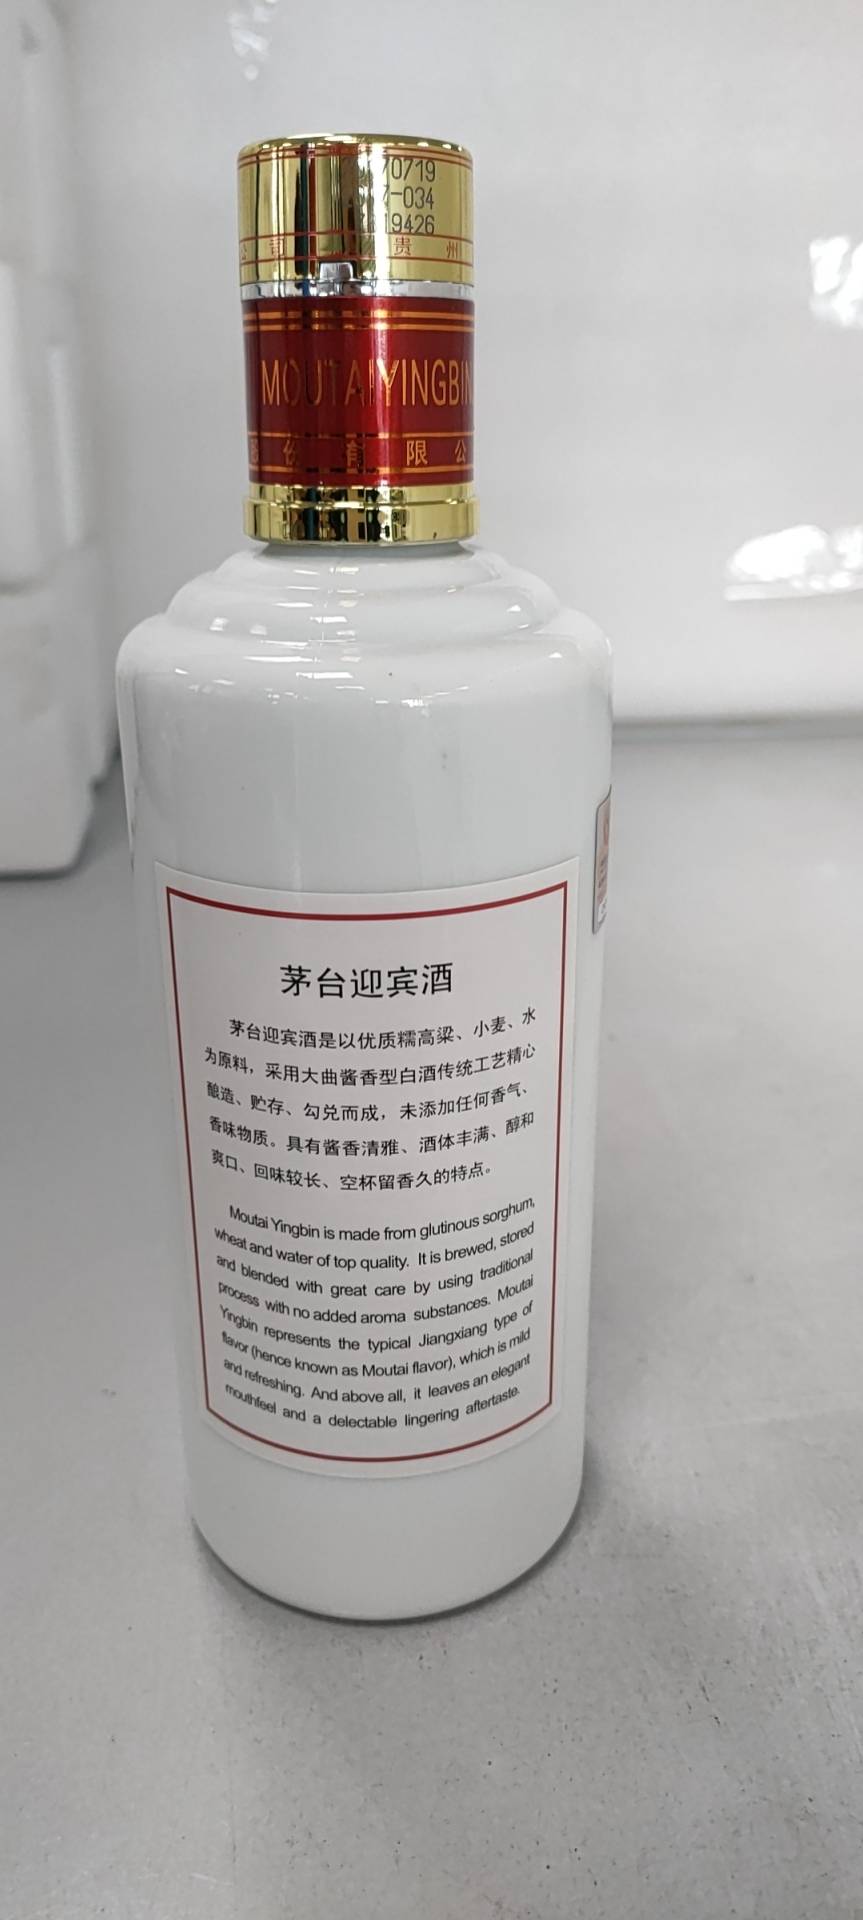 0719
-034
19426
公司 贵州
MOUTAIYINGBIN
份有限公
茅台迎宾酒
茅台迎宾酒是以优质糯高粱、小麦、水
为原料，采用大曲酱香型白酒传统工艺精心
酿造、贮存、勾兑而成，未添加任何香气、
香味物质。具有酱香清雅、酒体丰满、醇和
爽口、回味较长、空杯留香久的特点。
Moutai Yingbin is made from glutinous sorghum,
wheat and water of top quality. It is brewed, stored
and blended with great care by using traditional
process with no added aroma substances. Moutai
Yingbin represents the typical Jiangxiang type of
flavor (hence known as Moutai flavor), which is mild
and refreshing. And above all, it leaves an elegant
mouthfeel and a delectable lingering aftertaste.